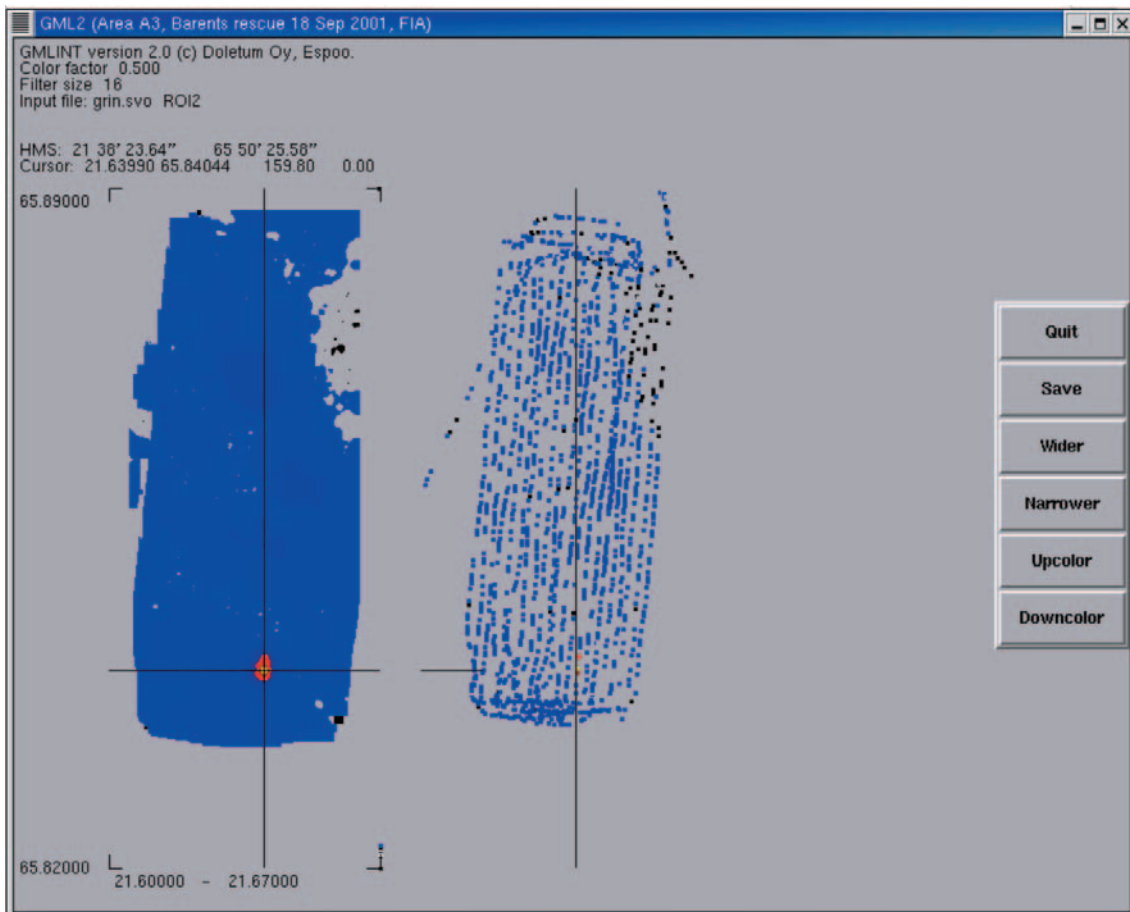 GML2 (Area A3, Barents rescue 18 Sep 2001, FIA)
GMLINT version 2.0 (c) Doletum Oy, Espoo.
Color factor 0.500
Filter size 16
Input file: grin.svo ROI2
HMS: 21 38' 23.64" 65 50' 25.58"
Cursor: 21.63990 65.84044 159.80 0.00
65.89000
Quit
Save
Wider
Narrower
Upcolor
Downcolor
65.82000
21.60000 - 21.67000